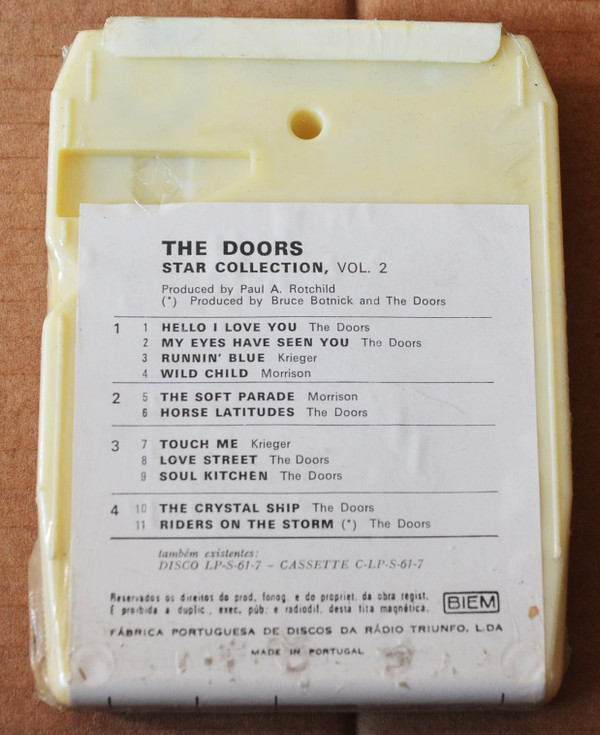 THE DOORS
STAR COLLECTION, VOL. 2
Produced by Paul A. Rotchild
(*) Produced by Bruce Botnick and The Doors
1 1 HELLO I LOVE YOU The Doors
2 MY EYES HAVE SEEN YOU The Doors
3 RUNNIN' BLUE Krieger
4 WILD CHILD Morrison
2 5 THE SOFT PARADE Morrison
6 HORSE LATITUDES The Doors
3 7 TOUCH ME Krieger
8 LOVE STREET The Doors
9 SOUL KITCHEN The Doors
4 10 THE CRYSTAL SHIP The Doors
11 RIDERS ON THE STORM (*) The Doors
também existentes:
DISCO LP-S-61-7 – CASSETTE C-LP-S-61-7
Reservados os direitos do prod. fonog. e do propriet. da obra regist.
É proibida a duplic., exec. púb. e radiodif. desta fita magnética.
BIEM
FÁBRICA PORTUGUESA DE DISCOS DA RÁDIO TRIUNFO, L.DA
MADE IN PORTUGAL